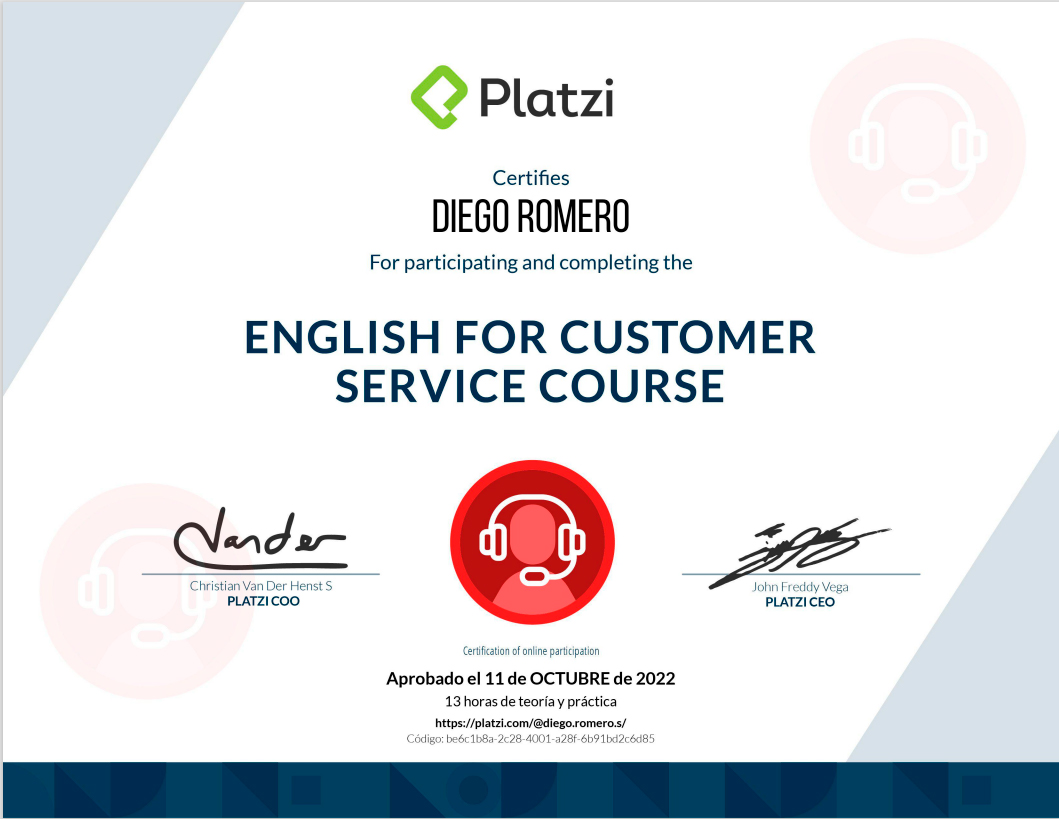 Platzi
Certifies
DIEGO ROMERO
For participating and completing the
ENGLISH FOR CUSTOMER
SERVICE COURSE
Vander
Christian Van Der Henst S
PLATZI COO
John Freddy Vega
PLATZI CEO
Certification of online participation
Aprobado el 11 de OCTUBRE de 2022
13 horas de teoría y práctica
https://platzi.com/@diego.romero.s/
Código: be6c1b8a-2c28-4001-a28f-6b91bd2c6d85